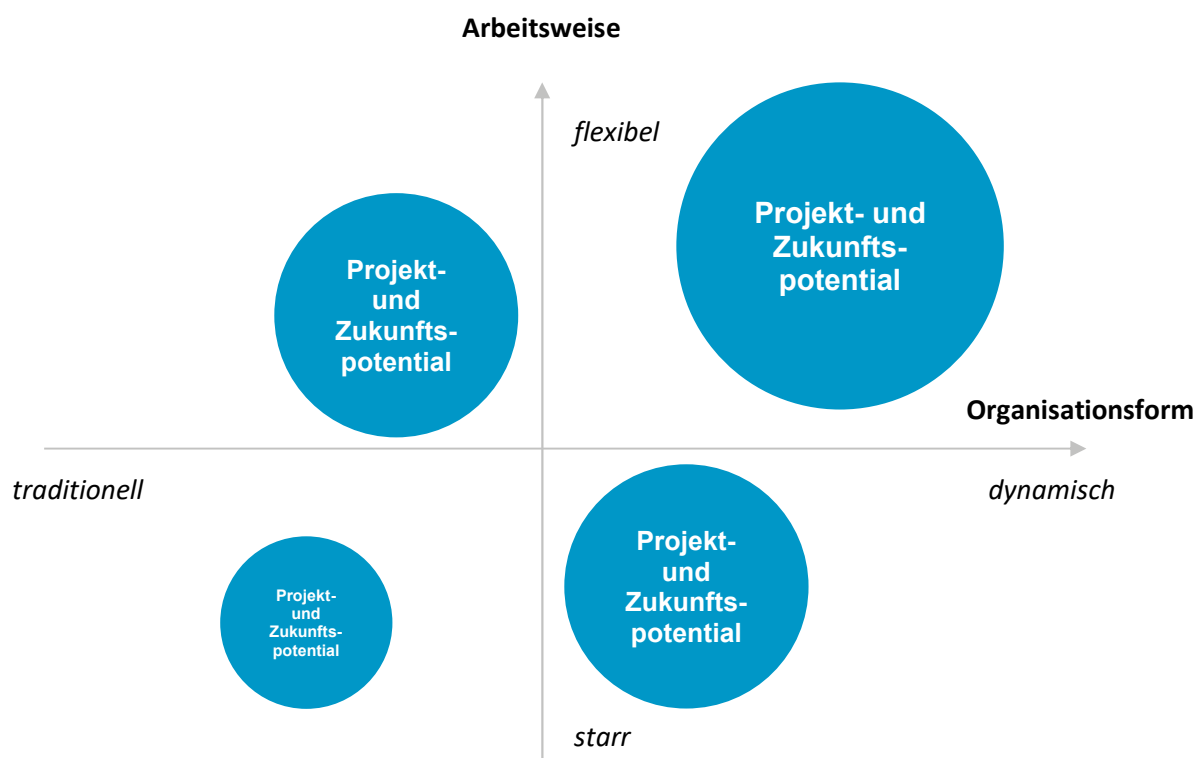 Arbeitsweise
flexibel
Projekt- und
Zukunfts-
potential
Projekt-
und
Zukunfts-
potential
Organisationsform
traditionell
dynamisch
Projekt-
und
Zukunfts-
potential
Projekt-
und
Zukunfts-
potential
starr